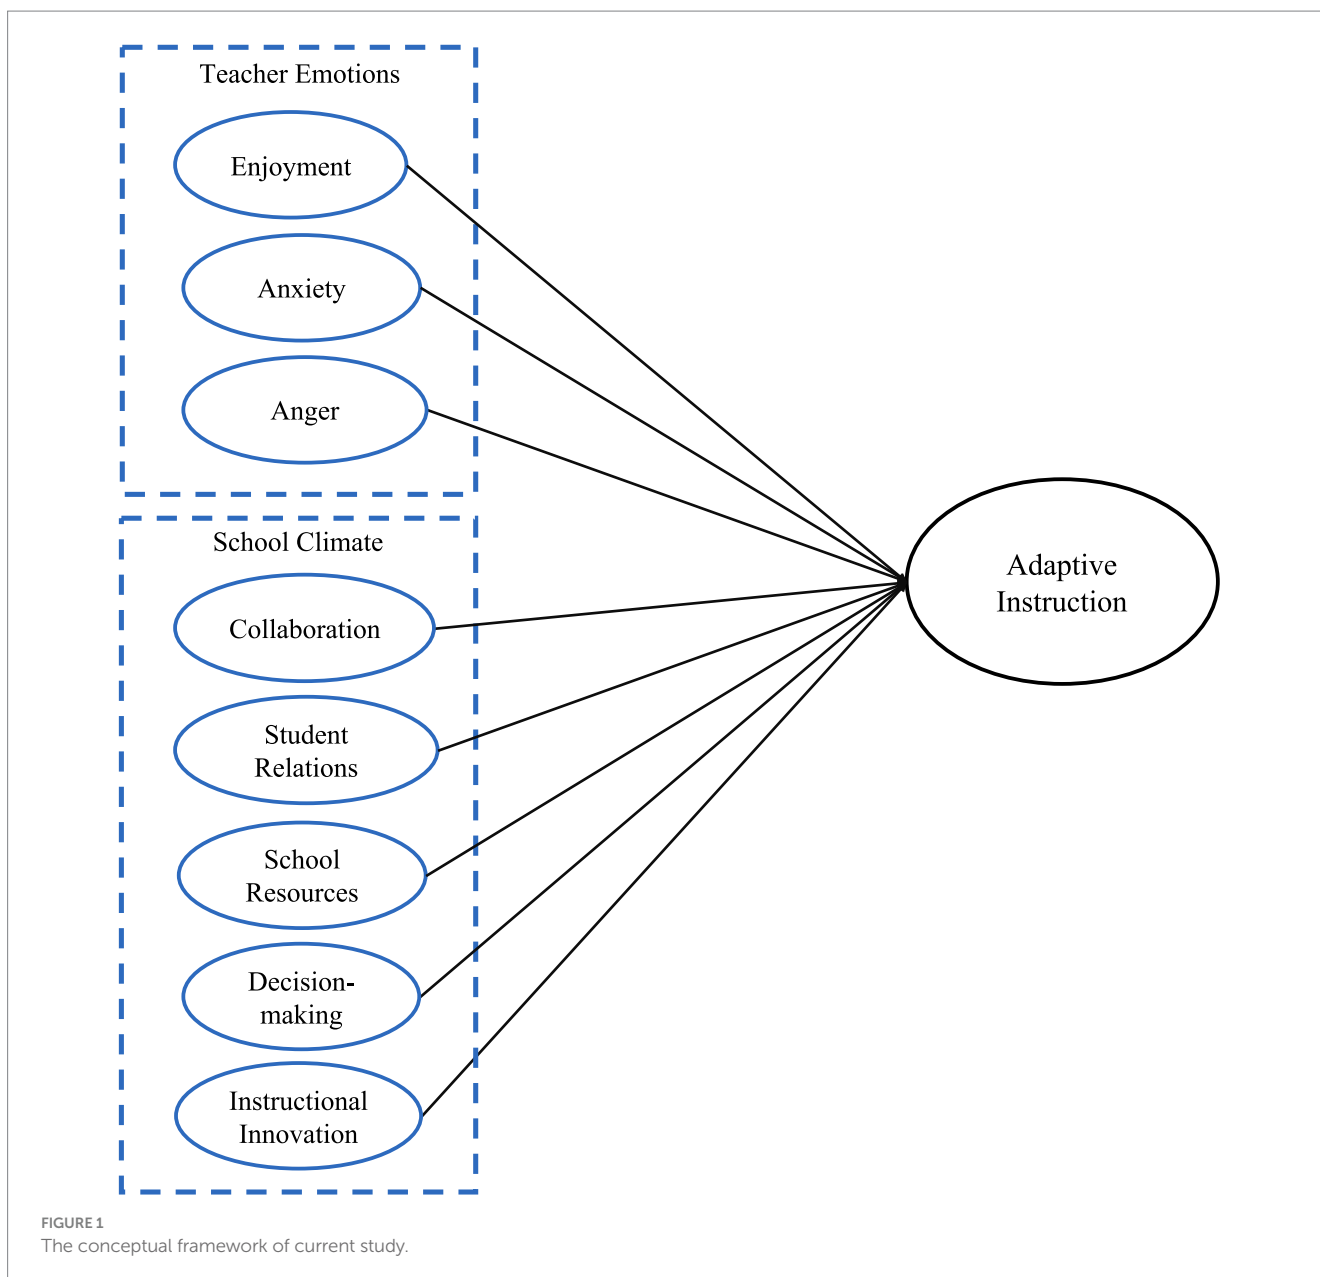 Teacher Emotions
Enjoyment
Anxiety
Anger
School Climate
Collaboration
Student
Relations
School
Resources
Decision-
making
Instructional
Innovation
Adaptive
Instruction
FIGURE 1
The conceptual framework of current study.